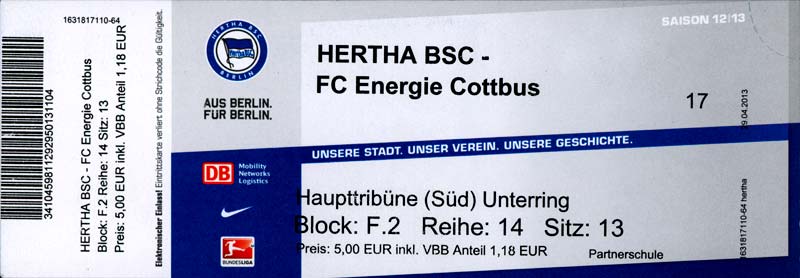 1631817110-64
34104598112929501131104
HERTHA BSC - FC Energie Cottbus
Block: F.2 Reihe: 14 Sitz: 13
Preis: 5,00 EUR inkl. VBB Anteil 1,18 EUR
Elektronischer Einlass! Eintrittskarte verliert ohne Strichcode die Gültigkeit.
HERTHA BSC
BERLIN
AUS BERLIN.
FÜR BERLIN.
DB Mobility
Networks
Logistics
BUNDESLIGA
SAISON 12|13
HERTHA BSC -
FC Energie Cottbus
17
UNSERE STADT. UNSER VEREIN. UNSERE GESCHICHTE.
Haupttribüne (Süd) Unterring
Block: F.2 Reihe: 14 Sitz: 13
Preis: 5,00 EUR inkl. VBB Anteil 1,18 EUR
Partnerschule
29.04.2013
1631817110-64 hertha